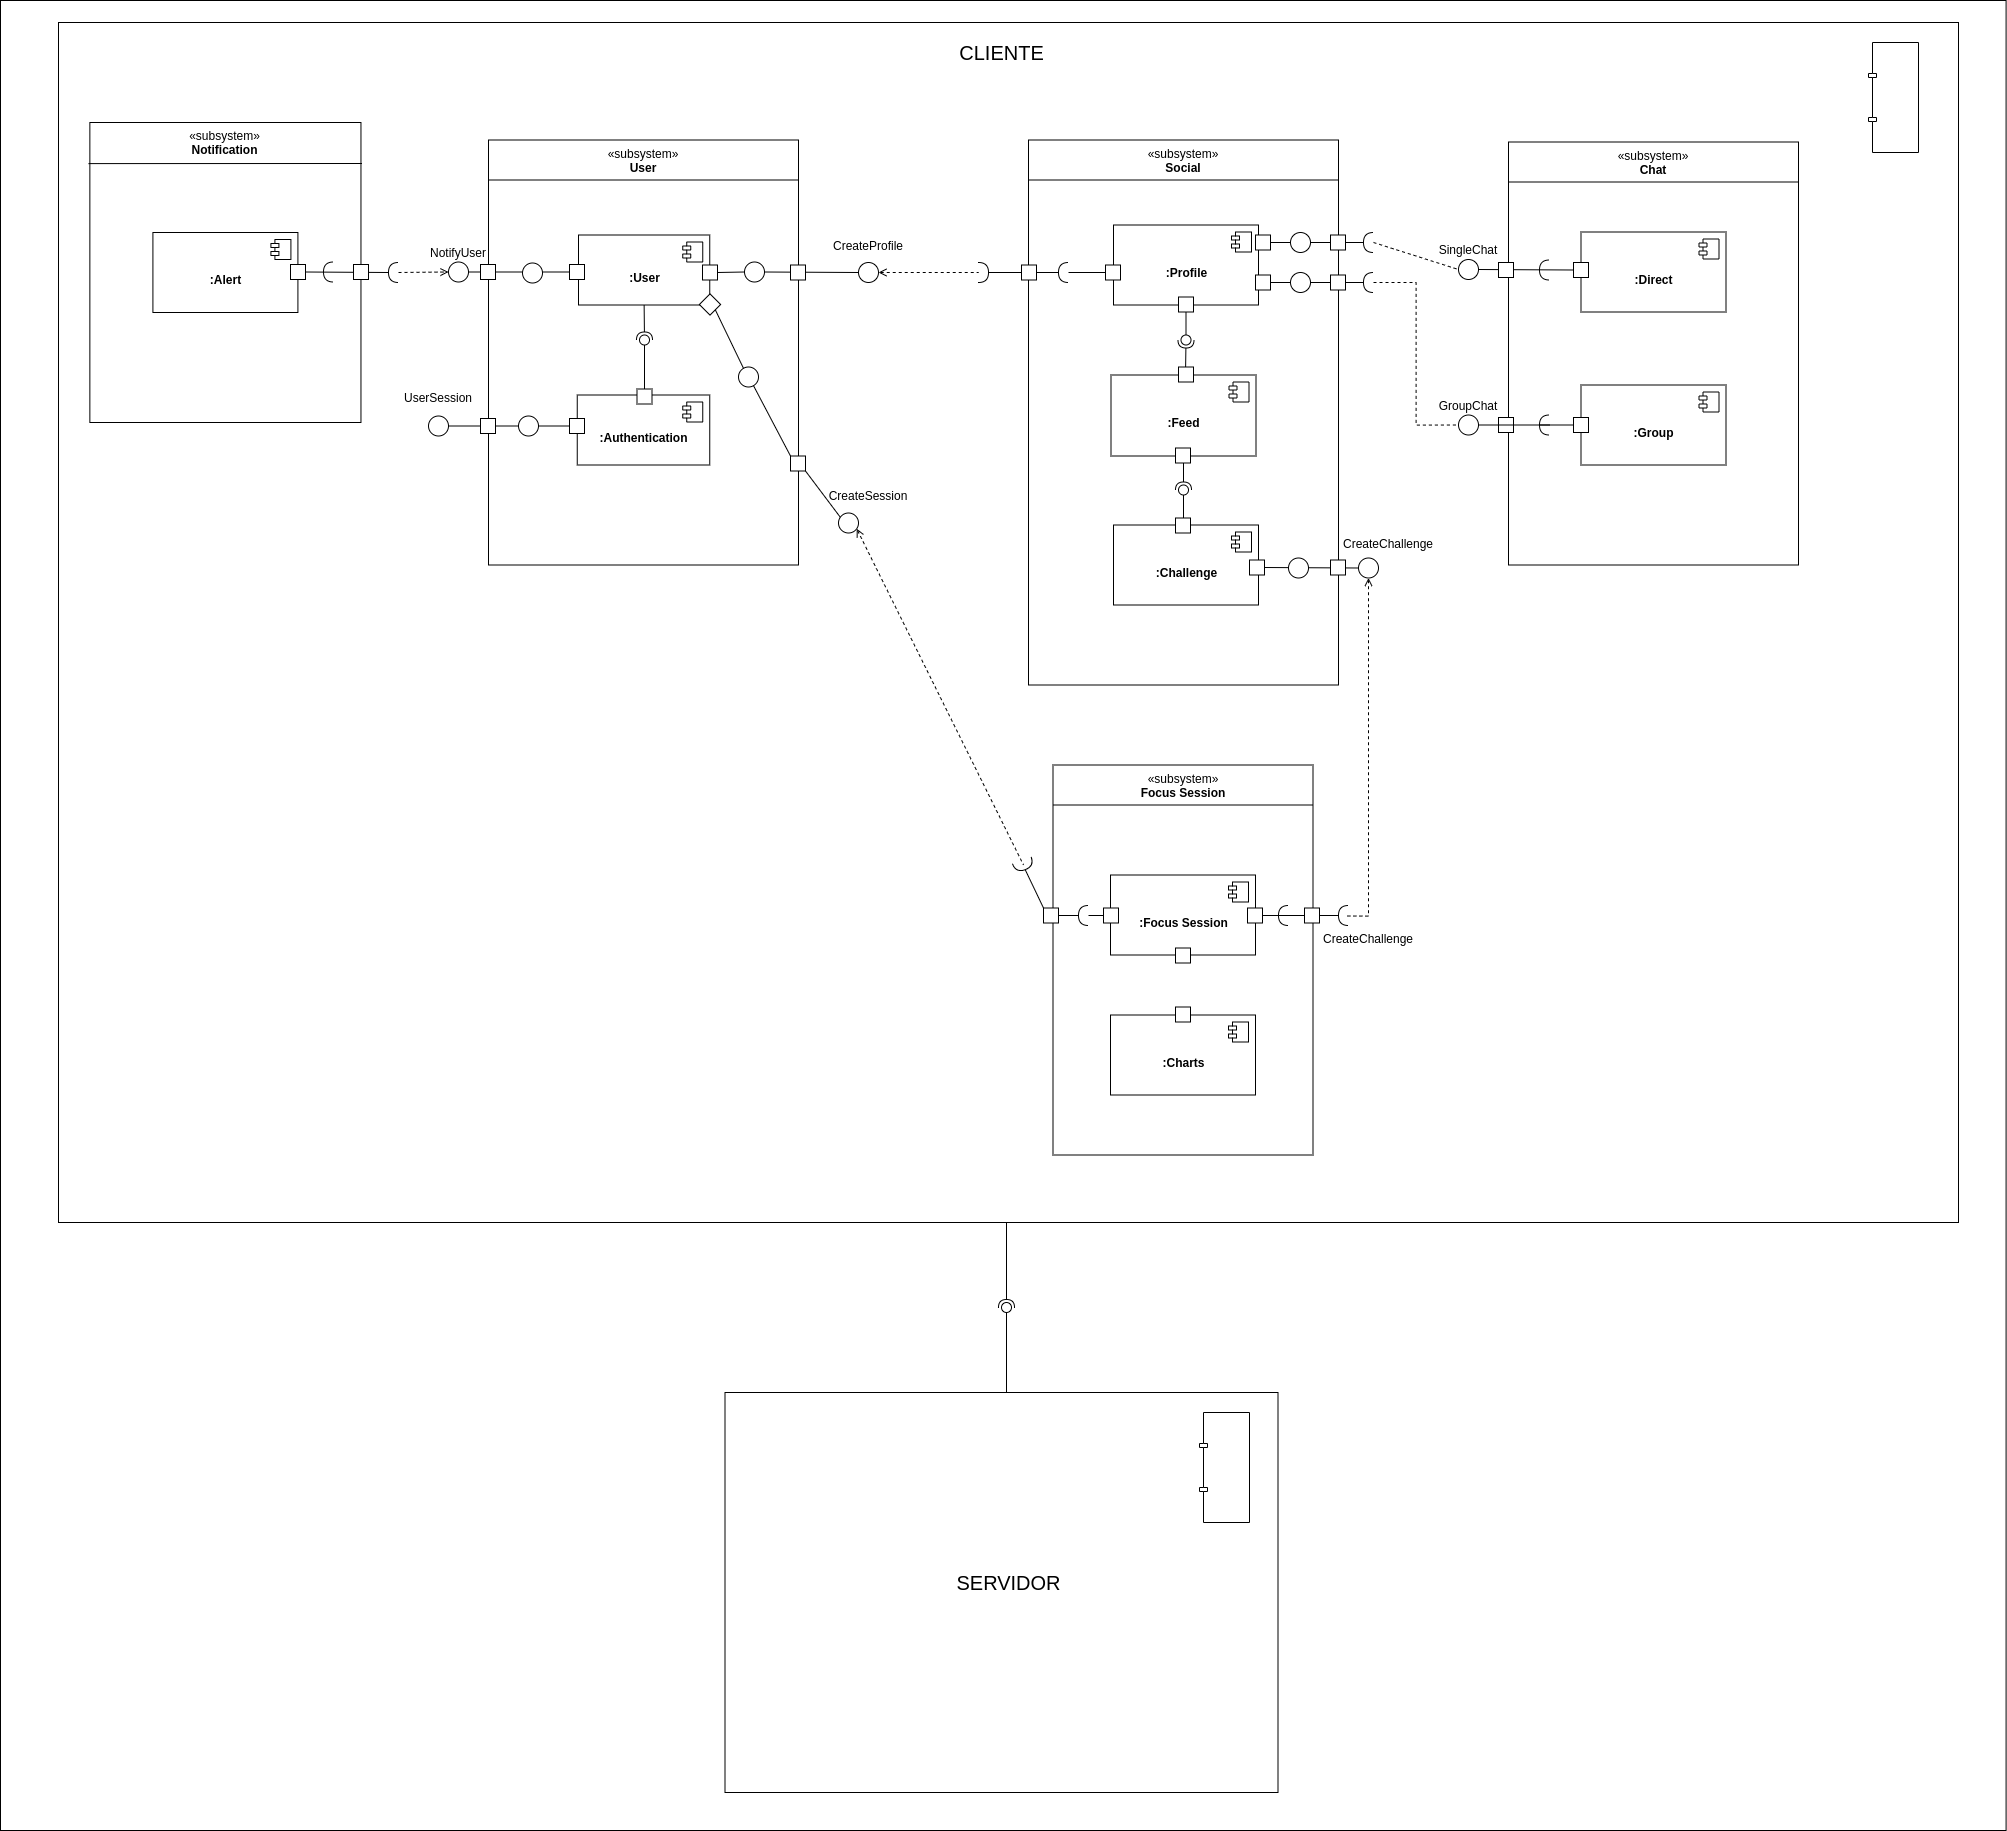 CLIENTE
«subsystem»
Notification
:Alert
NotifyUser
UserSession
«subsystem»
User
:User
:Authentication
CreateProfile
CreateSession
«subsystem»
Social
:Profile
:Feed
:Challenge
CreateChallenge
SingleChat
GroupChat
«subsystem»
Chat
:Direct
:Group
«subsystem»
Focus Session
:Focus Session
CreateChallenge
:Charts
SERVIDOR